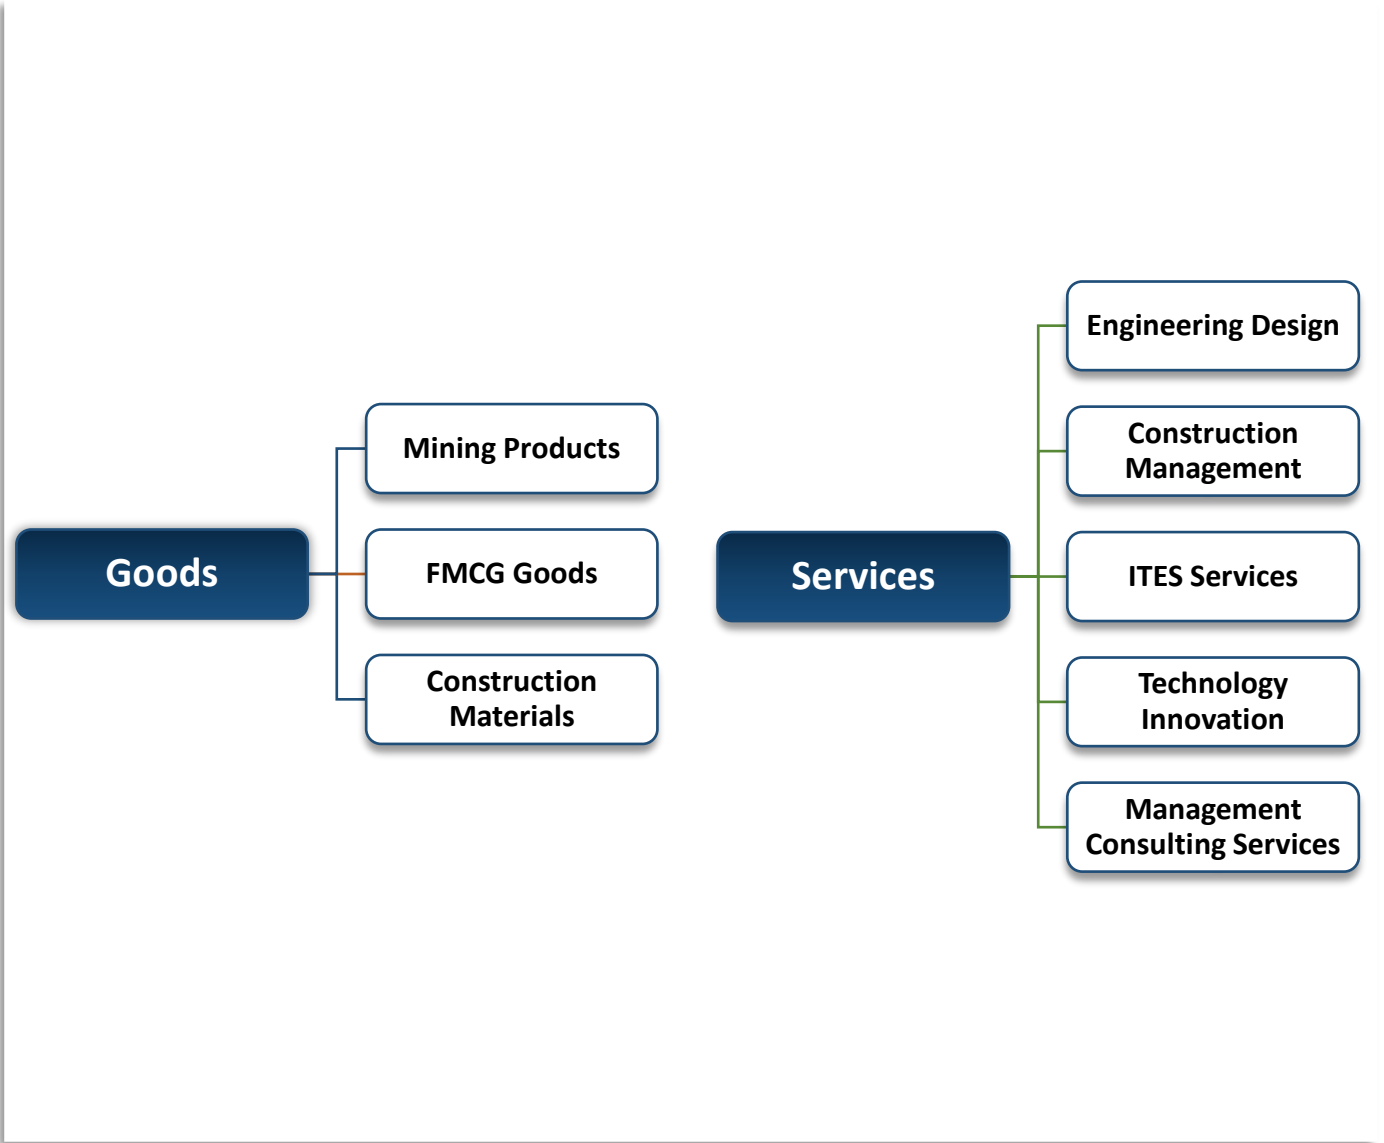 Goods
Mining Products
FMCG Goods
Construction
Materials
Services
Engineering Design
Construction
Management
ITES Services
Technology
Innovation
Management
Consulting Services